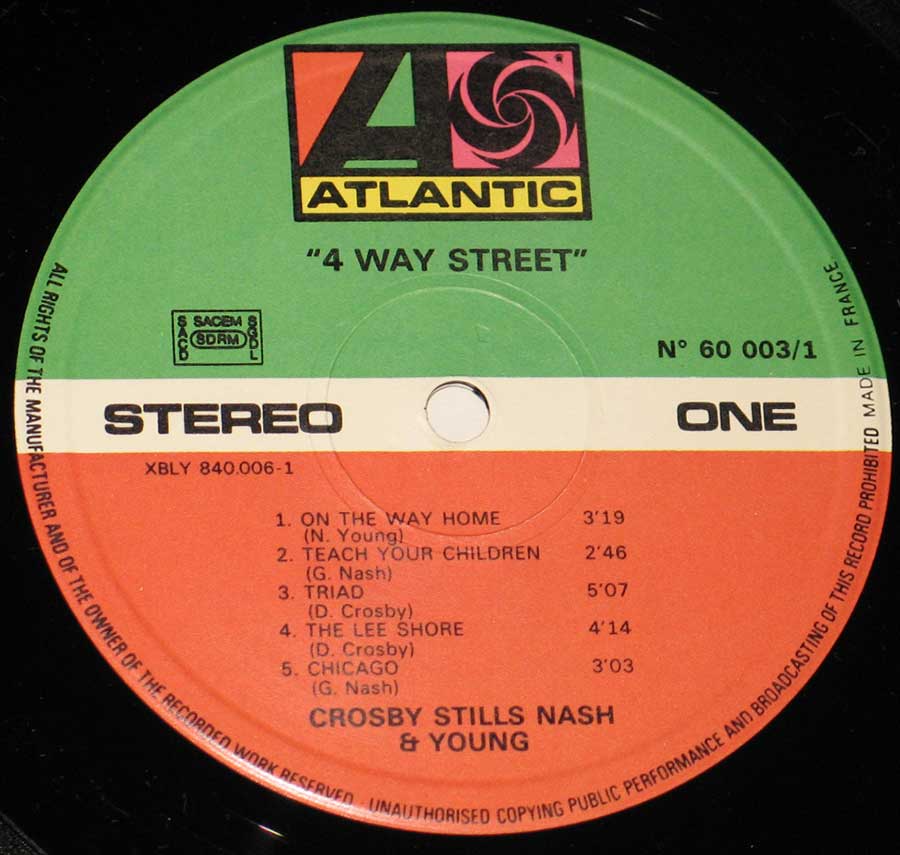 ATLANTIC
"4 WAY STREET"
SACD SACEM SDRM SGDL
N° 60 003/1
STEREO ONE
XBLY 840.006-1
1. ON THE WAY HOME 3'19
(N. Young)
2. TEACH YOUR CHILDREN 2'46
(G. Nash)
3. TRIAD 5'07
(D. Crosby)
4. THE LEE SHORE 4'14
(D. Crosby)
5. CHICAGO 3'03
(G. Nash)
CROSBY STILLS NASH
& YOUNG
ALL RIGHTS OF THE MANUFACTURER AND OF THE OWNER OF THE RECORDED WORK RESERVED. UNAUTHORISED COPYING PUBLIC PERFORMANCE AND BROADCASTING OF THIS RECORD PROHIBITED MADE IN FRANCE.